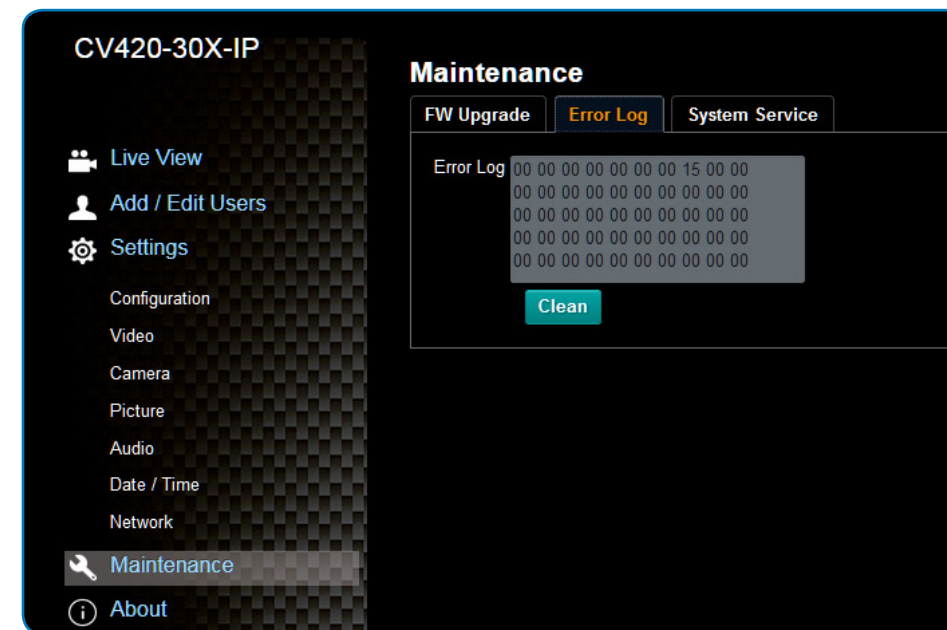 CV420-30X-IP
Live View
Add / Edit Users
Settings
Configuration
Video
Camera
Picture
Audio
Date / Time
Network
Maintenance
About
Maintenance
FW Upgrade Error Log System Service
Error Log
00 00 00 00 00 00 00 15 00 00
00 00 00 00 00 00 00 00 00 00
00 00 00 00 00 00 00 00 00 00
00 00 00 00 00 00 00 00 00 00
00 00 00 00 00 00 00 00 00 00
Clean